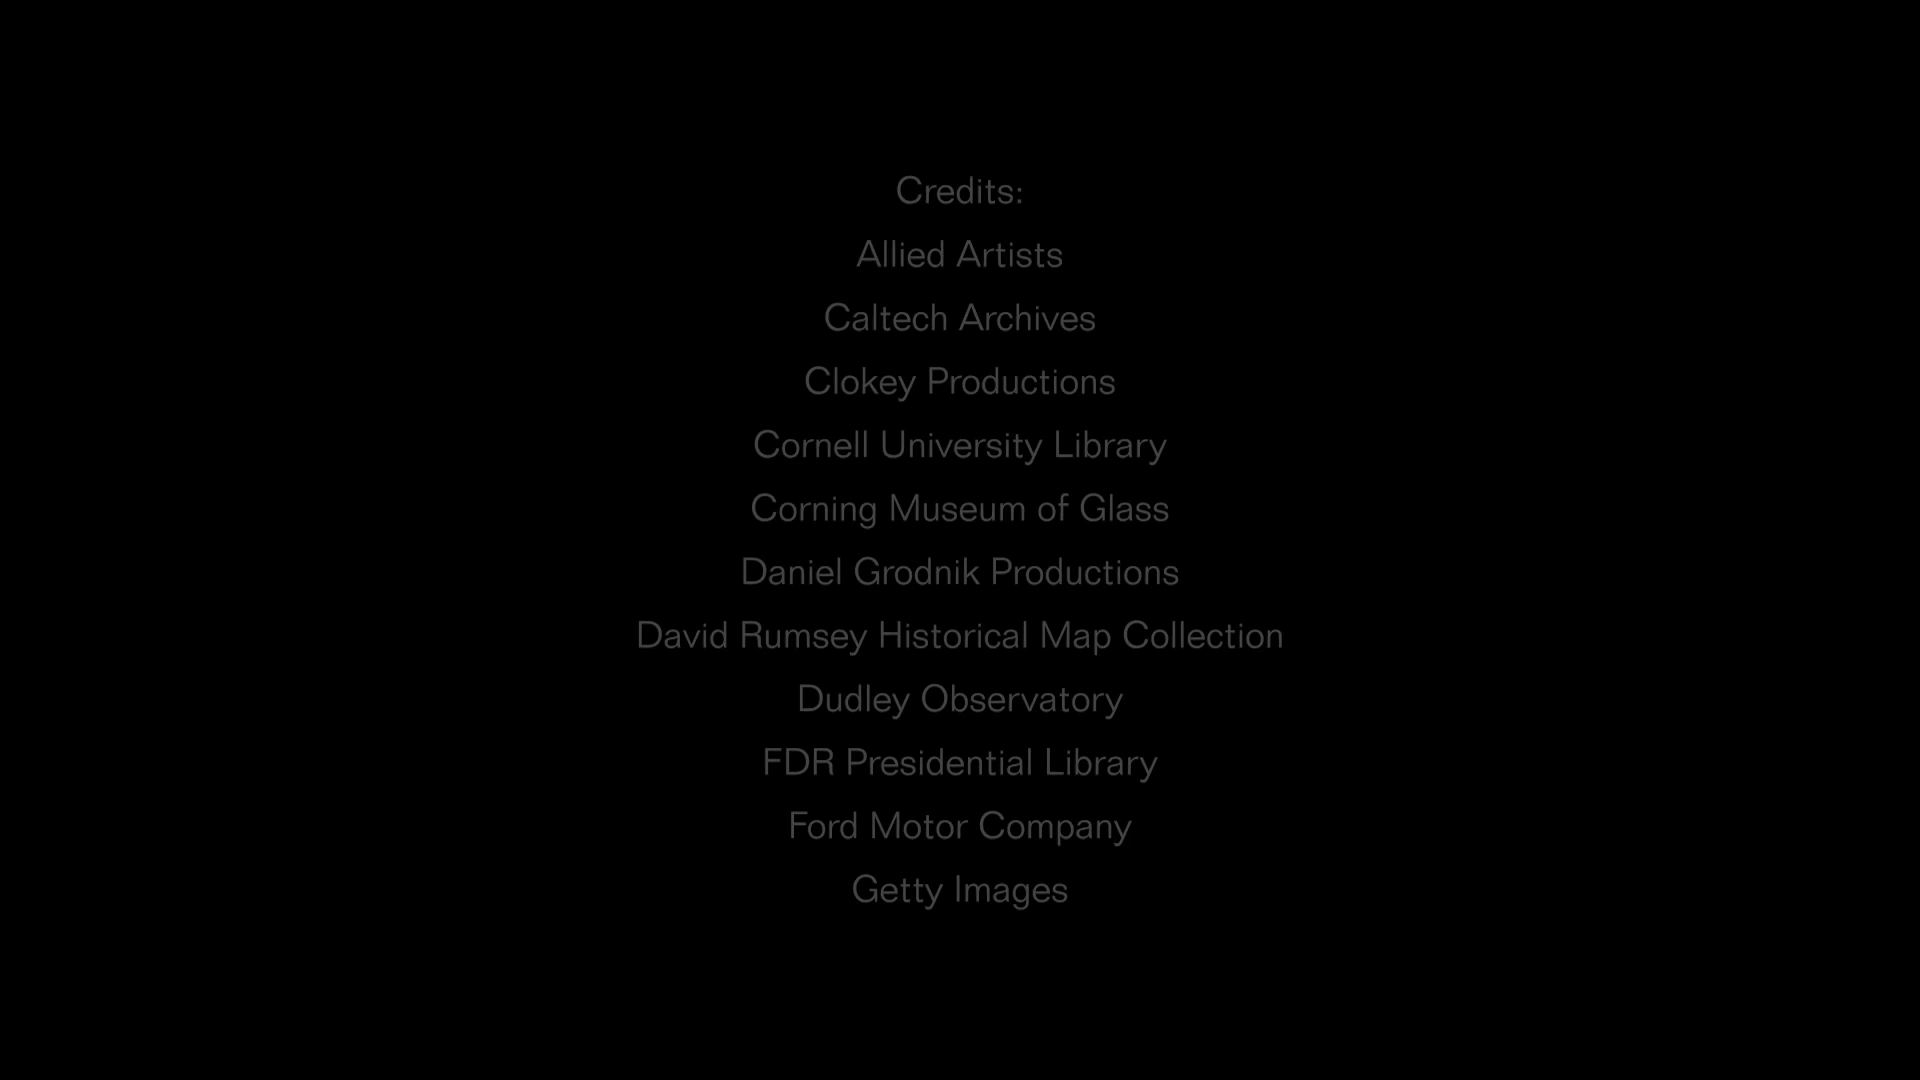 Credits:
Allied Artists
Caltech Archives
Clokey Productions
Cornell University Library
Corning Museum of Glass
Daniel Grodnik Productions
David Rumsey Historical Map Collection
Dudley Observatory
FDR Presidential Library
Ford Motor Company
Getty Images